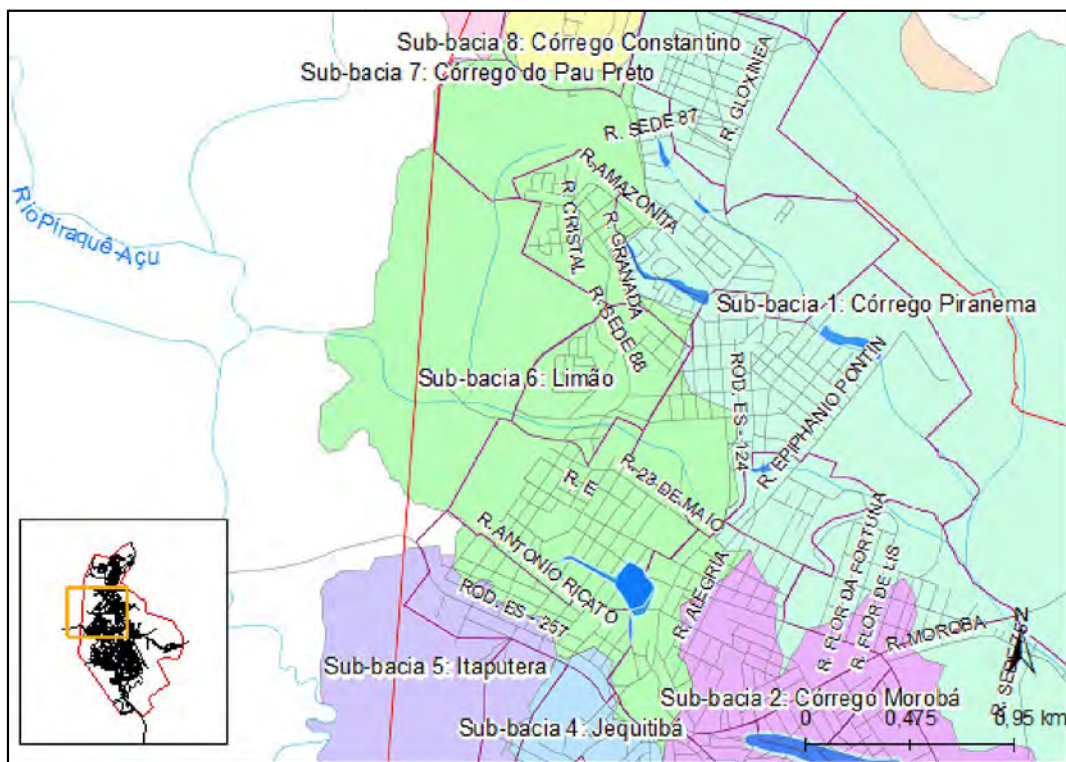 Sub-bacia 8: Córrego Constantino
Sub-bacia 7: Córrego do Pau Preto
R. GLOXINEA
R. SEDE 87
R. AMAZONITA
R. CRISTAL
R. GRANADA
Rio Piraquê-Açu
R. SEDE 86
Sub-bacia 1: Córrego Piranema
ROD. ES - 124
R. EPIPHANIO PONTIN
Sub-bacia 6: Limão
R. E
R. 23 DE MAIO
R. ANTONIO RICATO
R. ALEGRIA
R. FLOR DA FORTUNA
R. FLOR DE LIS
ROD. ES - 257
R. MOROBA
N
Sub-bacia 5: Itaputera
Sub-bacia 2: Córrego Morobá
Sub-bacia 4: Jequitibá
0 0,475 0,95 km